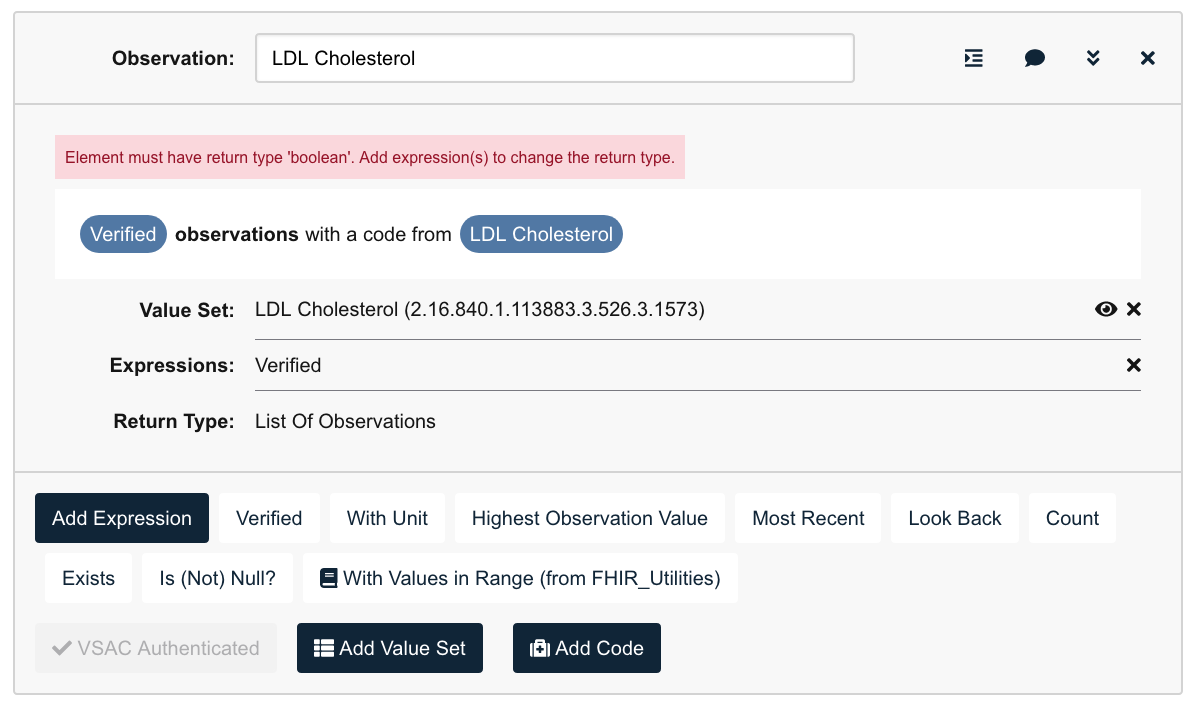 Observation: LDL Cholesterol
Element must have return type 'boolean'. Add expression(s) to change the return type.
Verified observations with a code from LDL Cholesterol
Value Set: LDL Cholesterol (2.16.840.1.113883.3.526.3.1573)
Expressions: Verified
Return Type: List Of Observations
Add Expression Verified With Unit Highest Observation Value Most Recent Look Back Count
Exists Is (Not) Null? With Values in Range (from FHIR_Utilities)
VSAC Authenticated Add Value Set Add Code